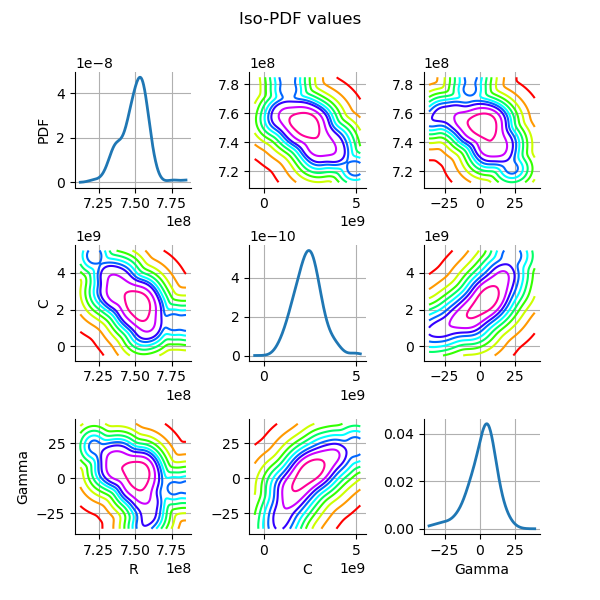 Iso-PDF values
1e−8 1e8 1e8
PDF 4 7.8 7.8
7.6 7.6
2 7.4 7.4
0 7.2 7.2
7.25 7.50 7.75 0 5 −25 0 25
1e8 1e9
1e9 1e−10 1e9
C 4 4 4
2 2 2
0 0 0
7.25 7.50 7.75 0 5 −25 0 25
1e8 1e9
Gamma 25 25 0.04
0 0 0.02
−25 −25 0.00
7.25 7.50 7.75 0 5 −25 0 25
R 1e8 C 1e9 Gamma